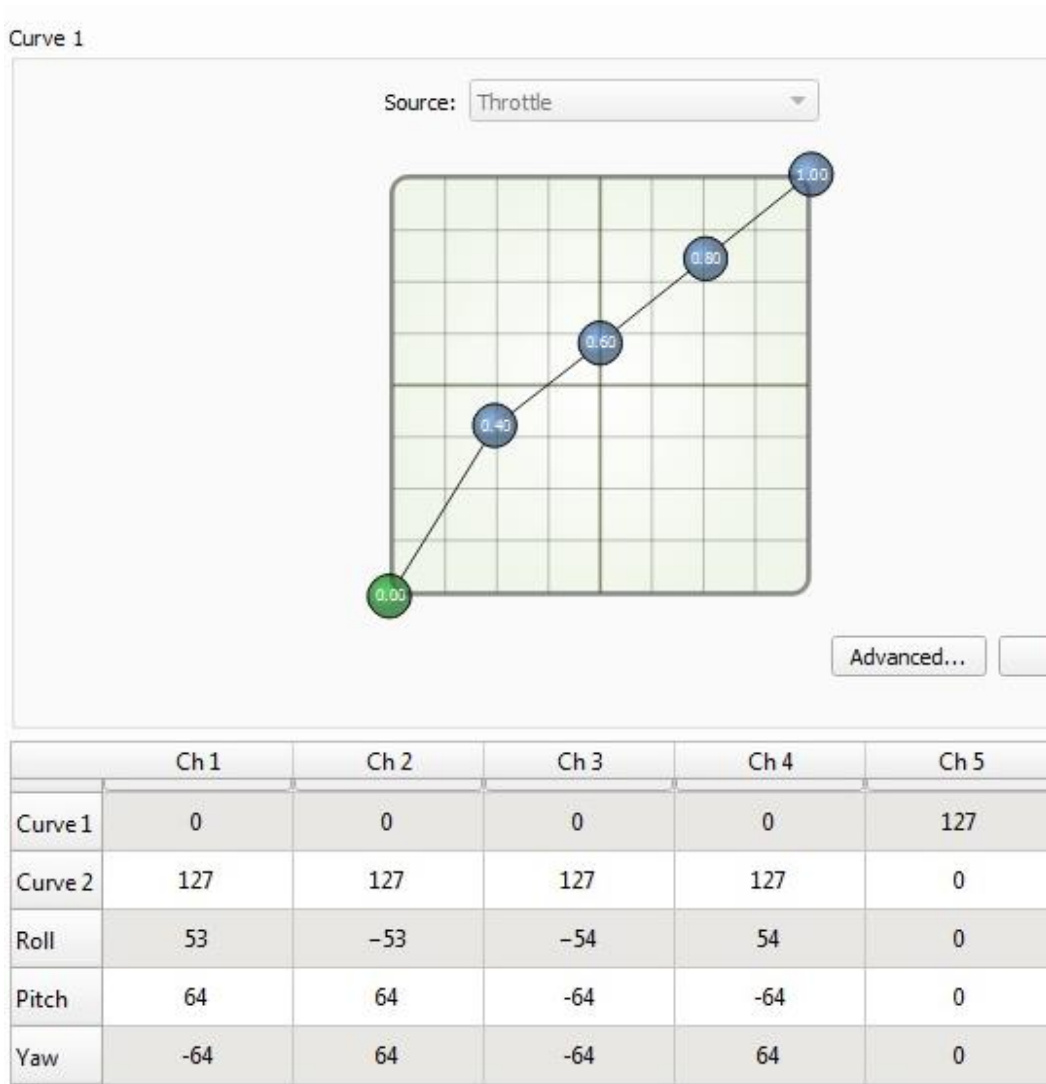 Curve 1
Source: Throttle
1.00
0.80
0.60
0.40
0.00
Advanced...
Ch 1 Ch 2 Ch 3 Ch 4 Ch 5
Curve 1 0 0 0 0 127
Curve 2 127 127 127 127 0
Roll 53 −53 −54 54 0
Pitch 64 64 -64 -64 0
Yaw -64 64 -64 64 0